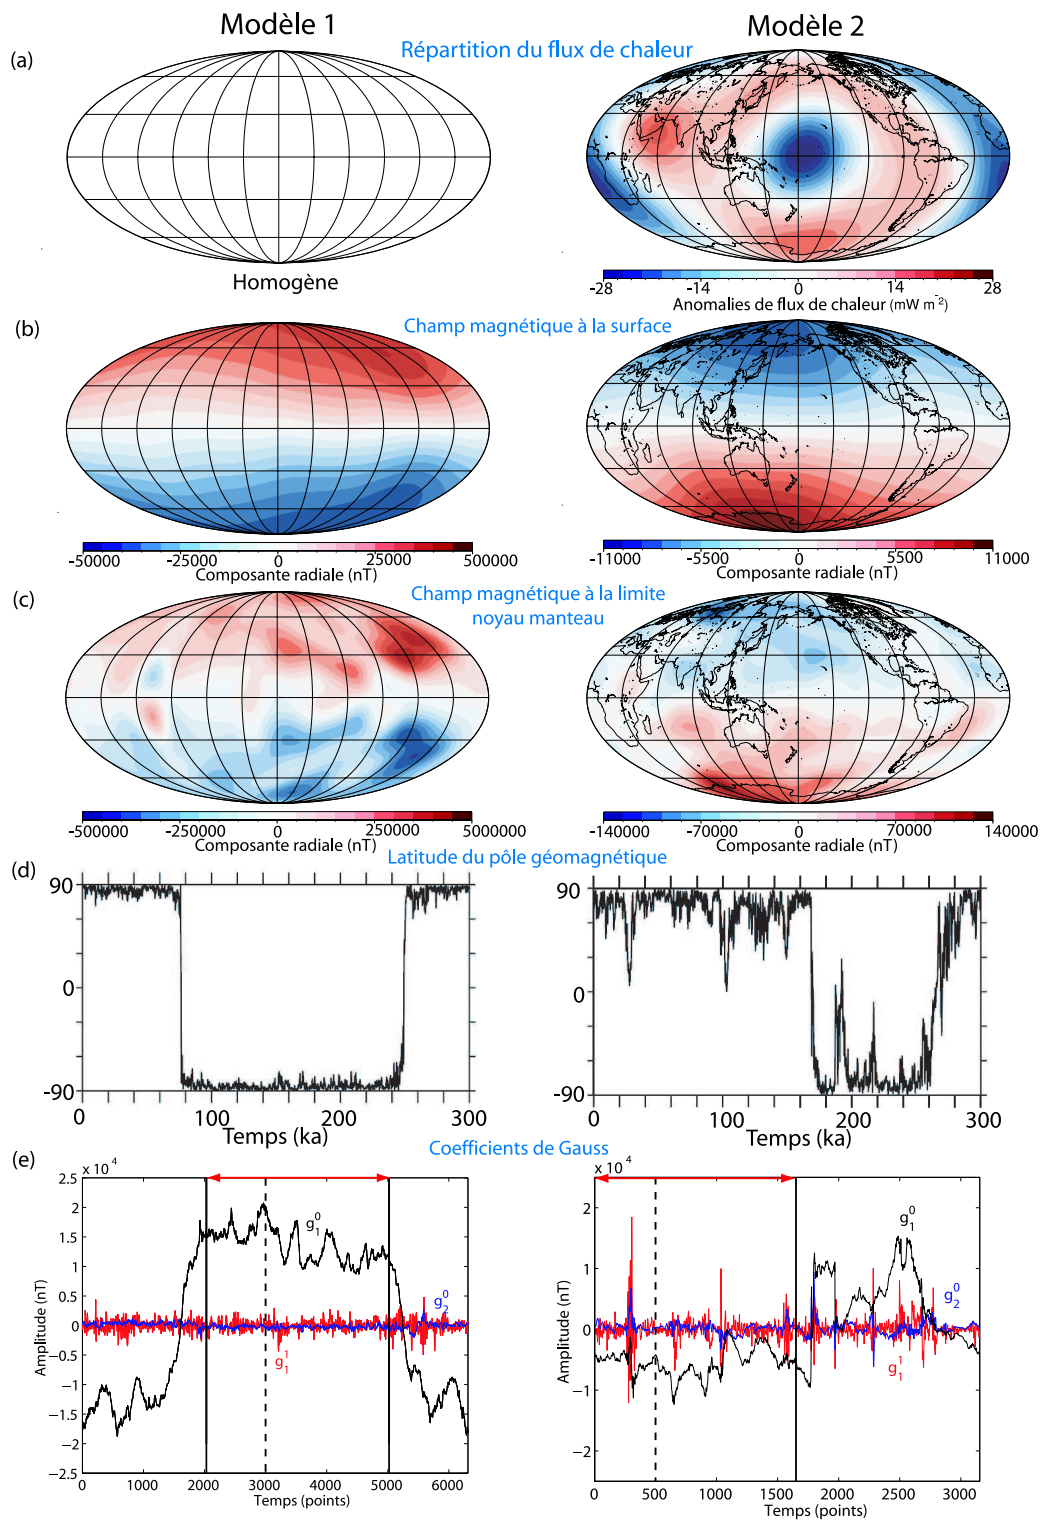 Modèle 1
Modèle 2
(a)
Répartition du flux de chaleur
Homogène
-28 -14 0 14 28
Anomalies de flux de chaleur (mW m⁻²)
(b)
Champ magnétique à la surface
-50000 -25000 0 25000 500000
Composante radiale (nT)
-11000 -5500 0 5500 11000
Composante radiale (nT)
(c)
Champ magnétique à la limite
noyau manteau
-500000 -250000 0 250000 5000000
Composante radiale (nT)
-140000 -70000 0 70000 140000
Composante radiale (nT)
(d)
Latitude du pôle géomagnétique
90
0
-90
0 100 200 300
Temps (ka)
90
0
-90
0 100 200 300
Temps (ka)
(e)
Coefficients de Gauss
x 10⁴
2.5
2
1.5
1
0.5
0
-0.5
-1
-1.5
-2
-2.5
Amplitude (nT)
g₁⁰
g₂⁰
g₁¹
0 1000 2000 3000 4000 5000 6000
Temps (points)
x 10⁴
2
1
0
-1
-2
Amplitude (nT)
g₁⁰
g₂⁰
g₁¹
0 500 1000 1500 2000 2500 3000
Temps (points)